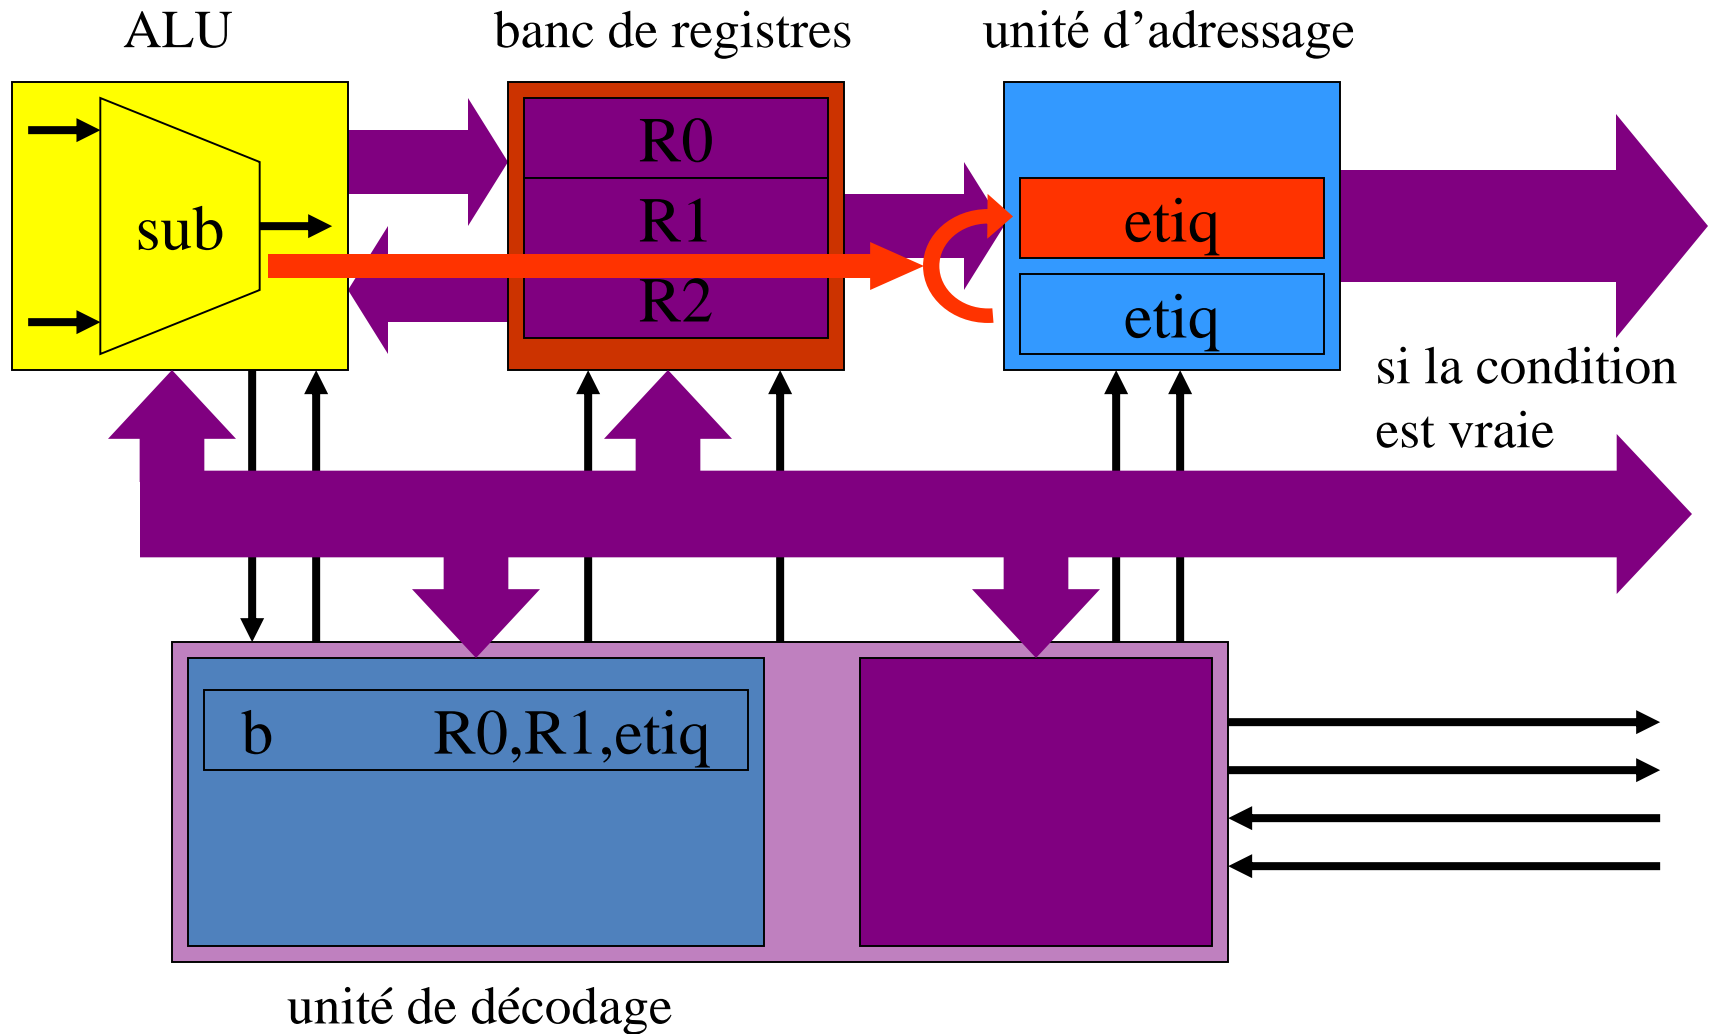 ALU
banc de registres
unité d’adressage
R0
R1
R2
sub
etiq
etiq
si la condition
est vraie
b R0,R1,etiq
unité de décodage